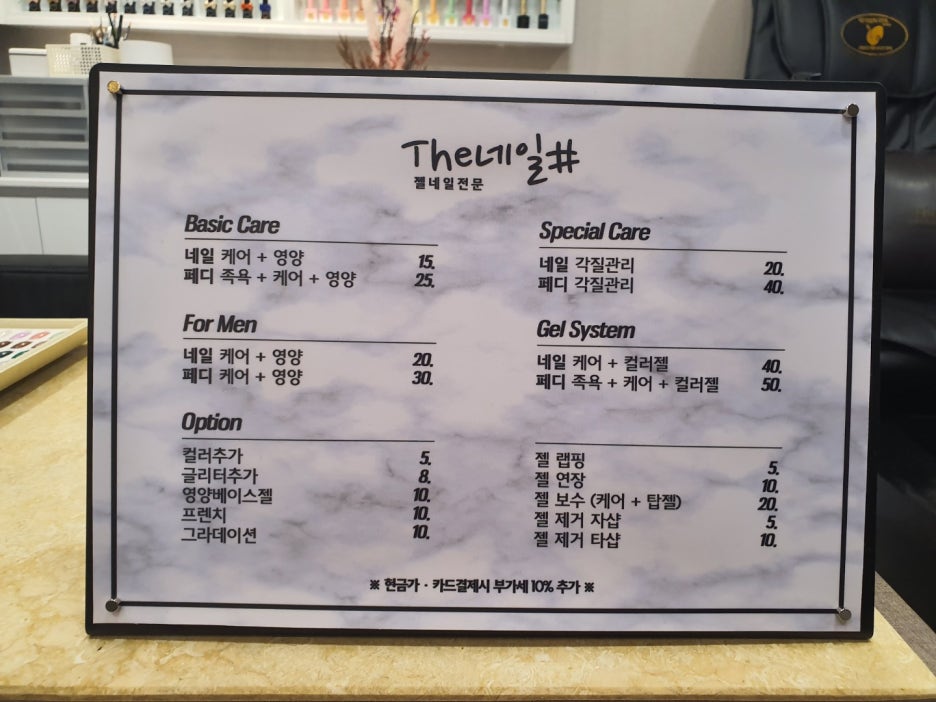 The네일#
젤네일전문
Basic Care
네일 케어 + 영양 15.
페디 족욕 + 케어 + 영양 25.
For Men
네일 케어 + 영양 20.
페디 케어 + 영양 30.
Option
컬러추가 5.
글리터추가 8.
영양베이스젤 10.
프렌치 10.
그라데이션 10.
Special Care
네일 각질관리 20.
페디 각질관리 40.
Gel System
네일 케어 + 컬러젤 40.
페디 족욕 + 케어 + 컬러젤 50.
젤 랩핑 5.
젤 연장 10.
젤 보수 (케어 + 탑젤) 20.
젤 제거 자샵 5.
젤 제거 타샵 10.
※ 현금가 · 카드결제시 부가세 10% 추가 ※